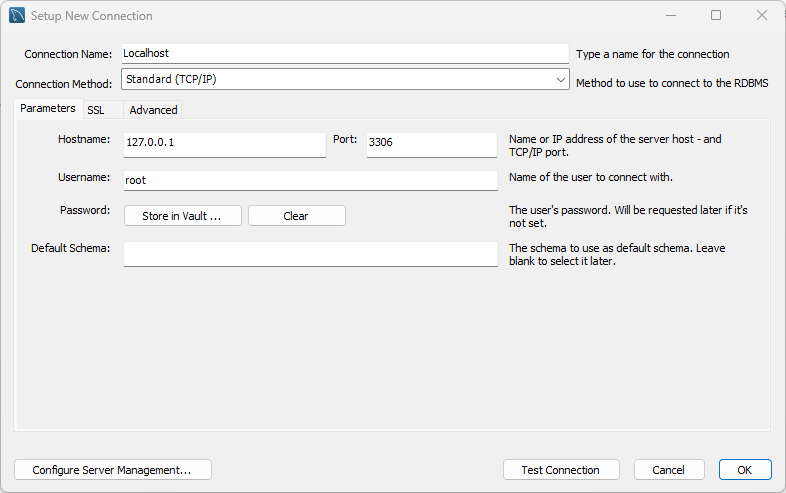 Setup New Connection
Connection Name: Localhost Type a name for the connection
Connection Method: Standard (TCP/IP) Method to use to connect to the RDBMS
Parameters SSL Advanced
Hostname: 127.0.0.1 Port: 3306 Name or IP address of the server host - and
TCP/IP port.
Username: root Name of the user to connect with.
Password: Store in Vault ... Clear The user's password. Will be requested later if it's
not set.
Default Schema: The schema to use as default schema. Leave
blank to select it later.
Configure Server Management... Test Connection Cancel OK